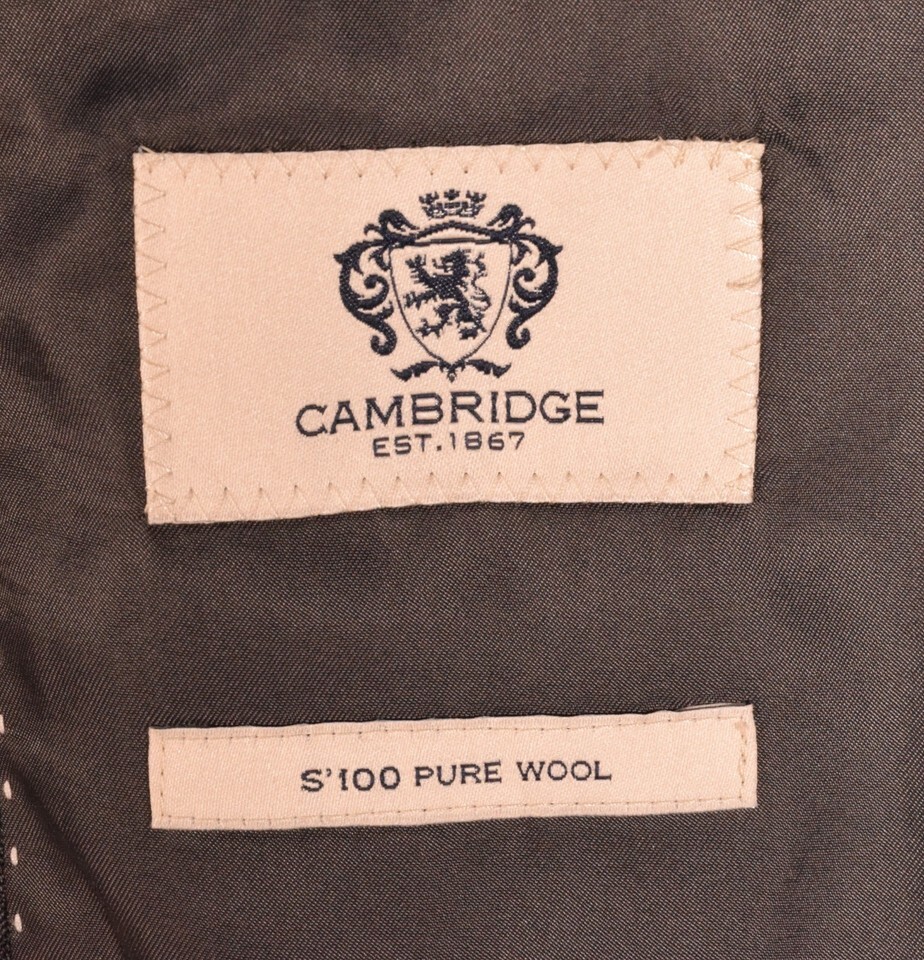 CAMBRIDGE
EST.1867
S'100 PURE WOOL